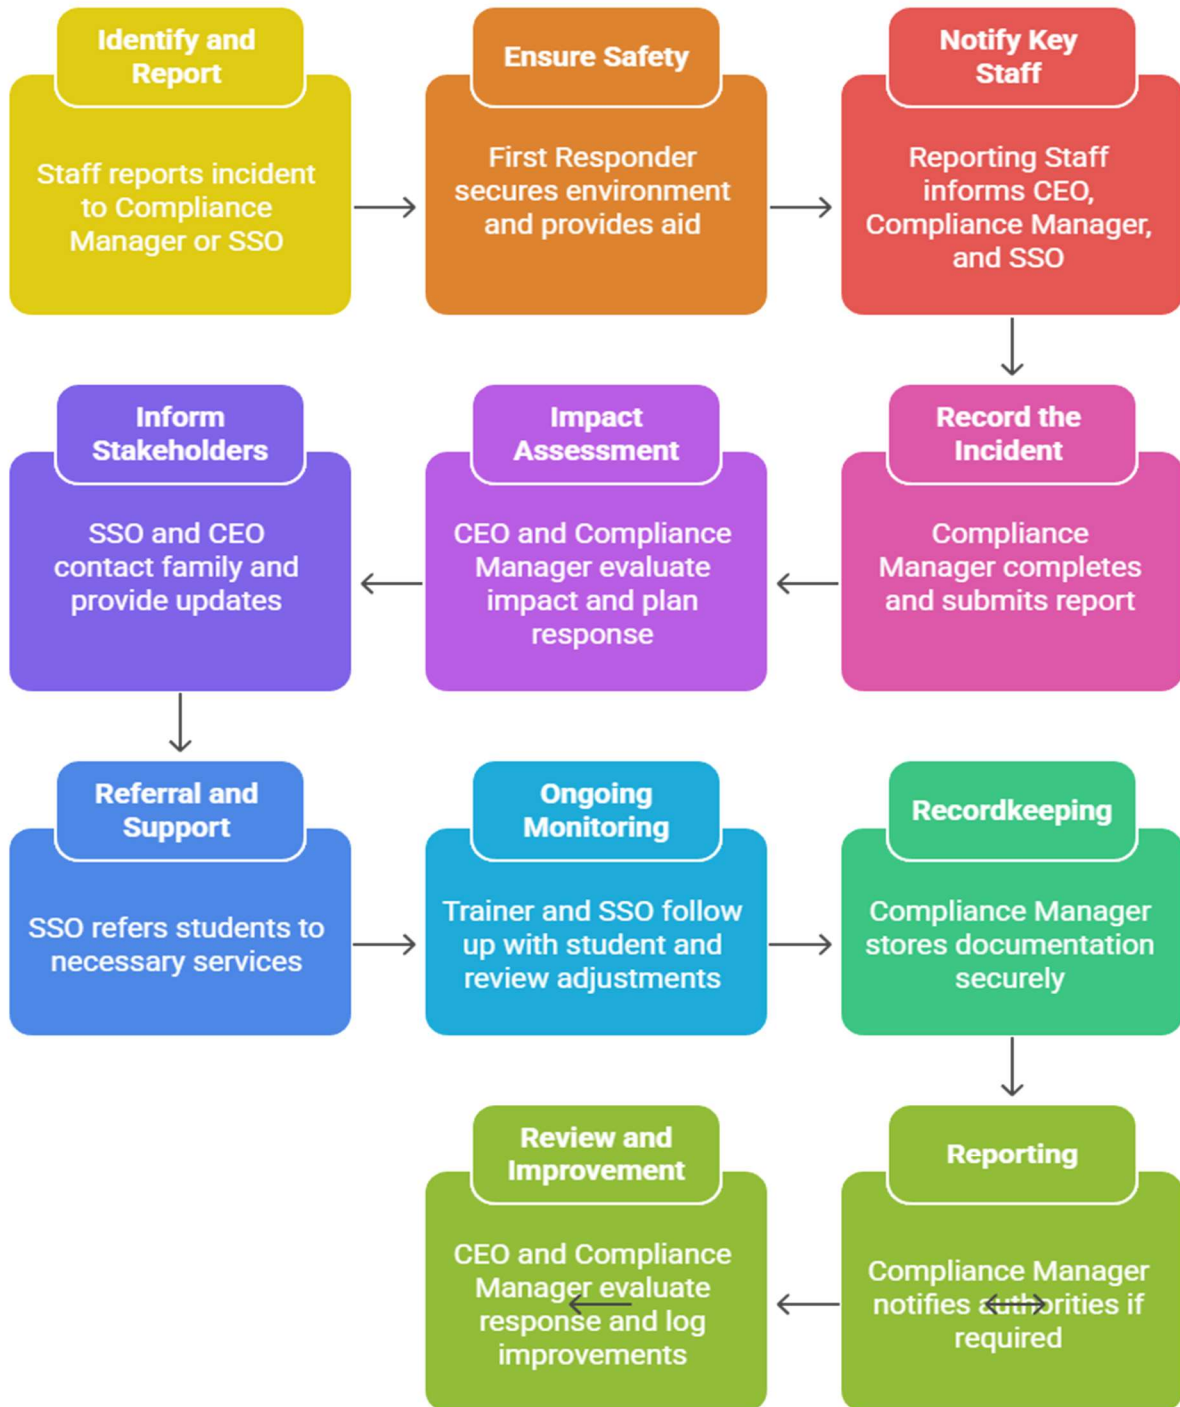 Identify and
Report
Staff reports incident
to Compliance
Manager or SSO
Ensure Safety
First Responder
secures environment
and provides aid
Notify Key
Staff
Reporting Staff
informs CEO,
Compliance Manager,
and SSO
Record the
Incident
Compliance
Manager completes
and submits report
Impact
Assessment
CEO and Compliance
Manager evaluate
impact and plan
response
Inform
Stakeholders
SSO and CEO
contact family and
provide updates
Referral and
Support
SSO refers students to
necessary services
Ongoing
Monitoring
Trainer and SSO follow
up with student and
review adjustments
Recordkeeping
Compliance Manager
stores documentation
securely
Reporting
Compliance Manager
notifies authorities if
required
Review and
Improvement
CEO and Compliance
Manager evaluate
response and log
improvements